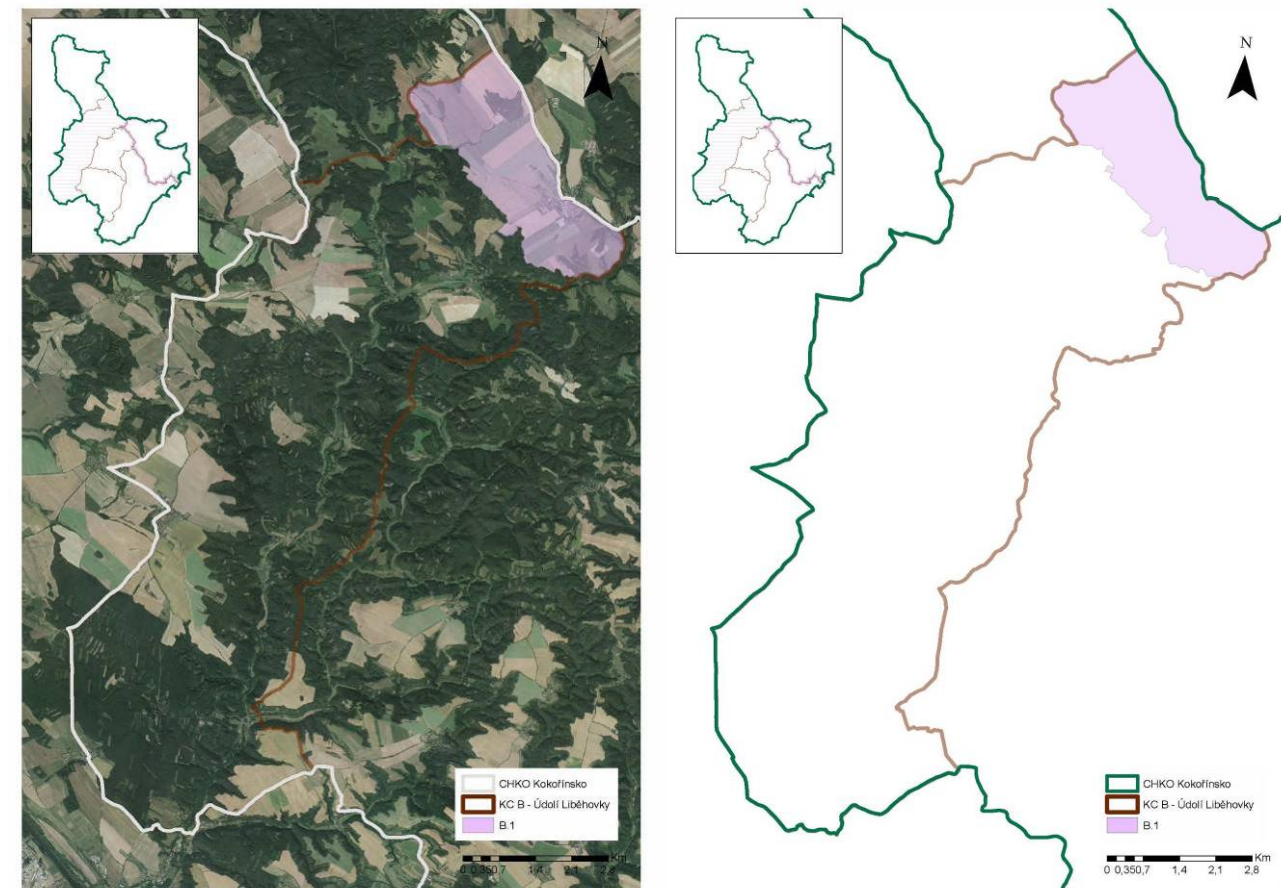 N
CHKO Kokořínsko
KC B - Údolí Liběhovky
B.1
Km
0 0,350,7 1,4 2,1 2,8
N
CHKO Kokořínsko
KC B - Údolí Liběhovky
B.1
Km
0 0,350,7 1,4 2,1 2,8